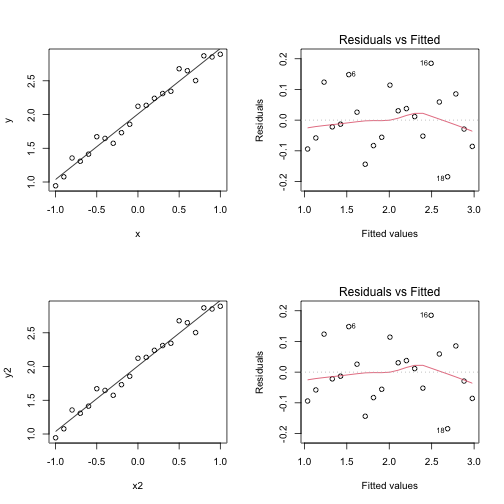 y
1.0 1.5 2.0 2.5
-1.0 -0.5 0.0 0.5 1.0
x
Residuals vs Fitted
Residuals
-0.2 -0.1 0.0 0.1 0.2
16
6
18
1.0 1.5 2.0 2.5 3.0
Fitted values
y2
1.0 1.5 2.0 2.5
-1.0 -0.5 0.0 0.5 1.0
x2
Residuals vs Fitted
Residuals
-0.2 -0.1 0.0 0.1 0.2
16
6
18
1.0 1.5 2.0 2.5 3.0
Fitted values